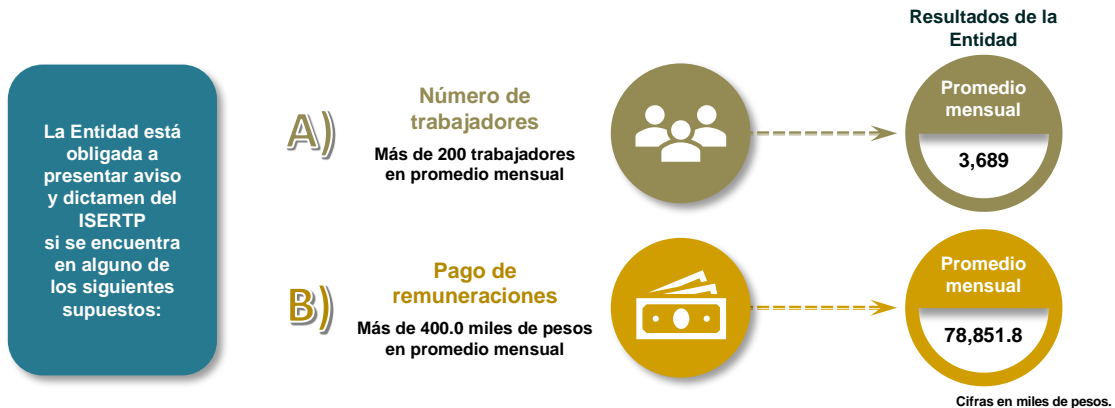 La Entidad está
obligada a
presentar aviso
y dictamen del
ISERTP
si se encuentra
en alguno de
los siguientes
supuestos:
Resultados de la
Entidad
A)
Número de
trabajadores
Más de 200 trabajadores
en promedio mensual
Promedio
mensual
3,689
B)
Pago de
remuneraciones
Más de 400.0 miles de pesos
en promedio mensual
Promedio
mensual
78,851.8
Cifras en miles de pesos.